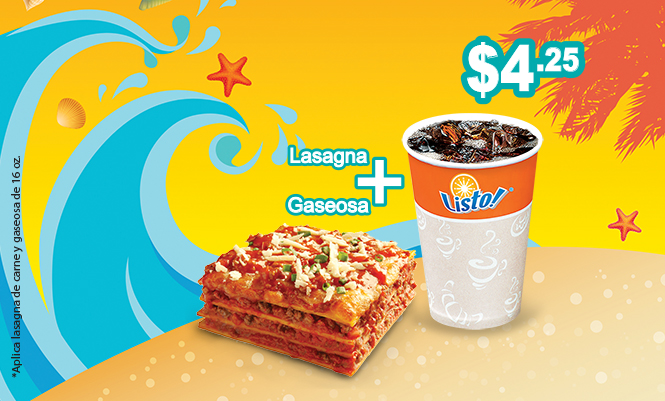 $4.25
Lasagna
+
Gaseosa
Listo!
*Aplica lasagna de carne y gaseosa de 16 oz.